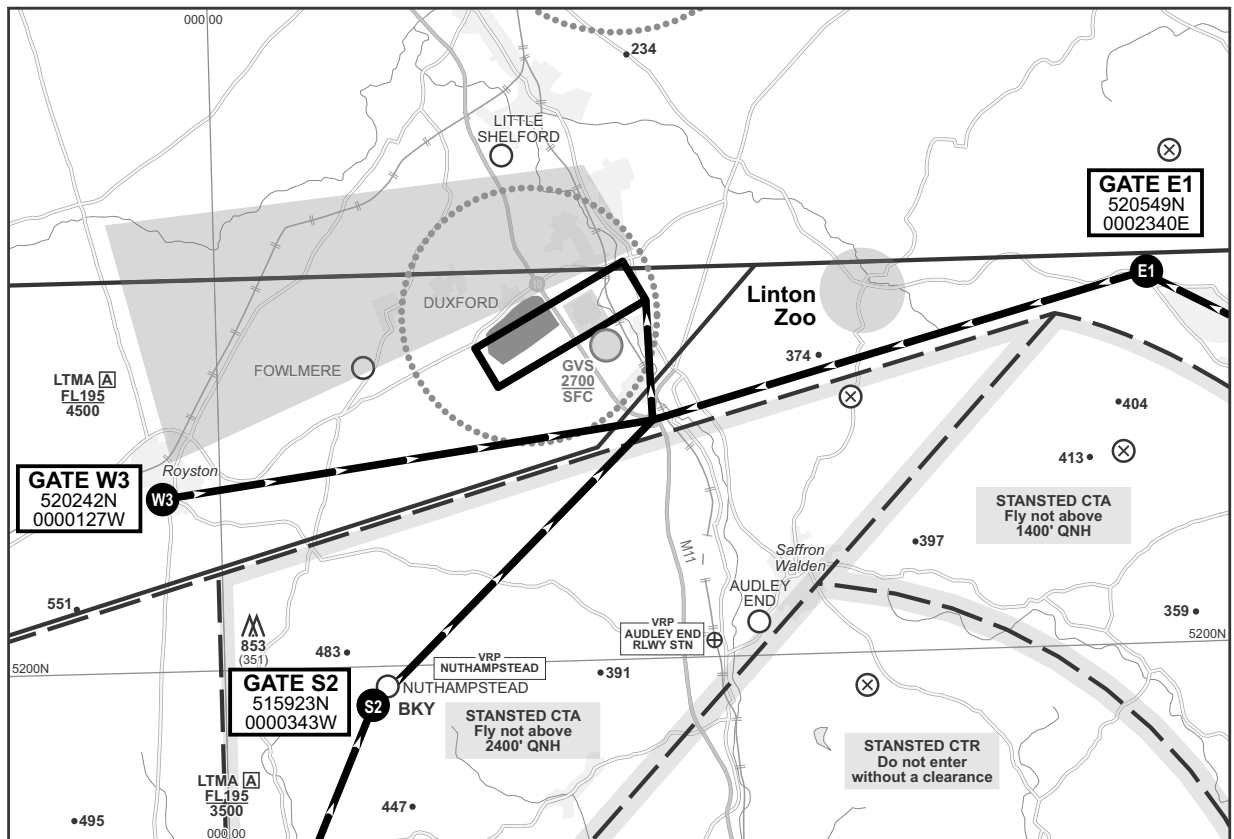 000 00
234
LITTLE
SHELFORD
GATE E1
520549N
0002340E
E1
10
DUXFORD
Linton
Zoo
FOWLMERE
GVS
2700
SFC
374
LTMA A
FL195
4500
404
Royston
413
GATE W3
520242N
0000127W
W3
STANSTED CTA
Fly not above
1400' QNH
M11
397
Saffron
Walden
AUDLEY
END
551
359
853
(351)
VRP
AUDLEY END
RLWY STN
5200N
483
VRP
NUTHAMPSTEAD
5200N
391
GATE S2
515923N
0000343W
S2
NUTHAMPSTEAD
BKY
STANSTED CTA
Fly not above
2400' QNH
STANSTED CTR
Do not enter
without a clearance
LTMA A
FL195
3500
447
495
000 00